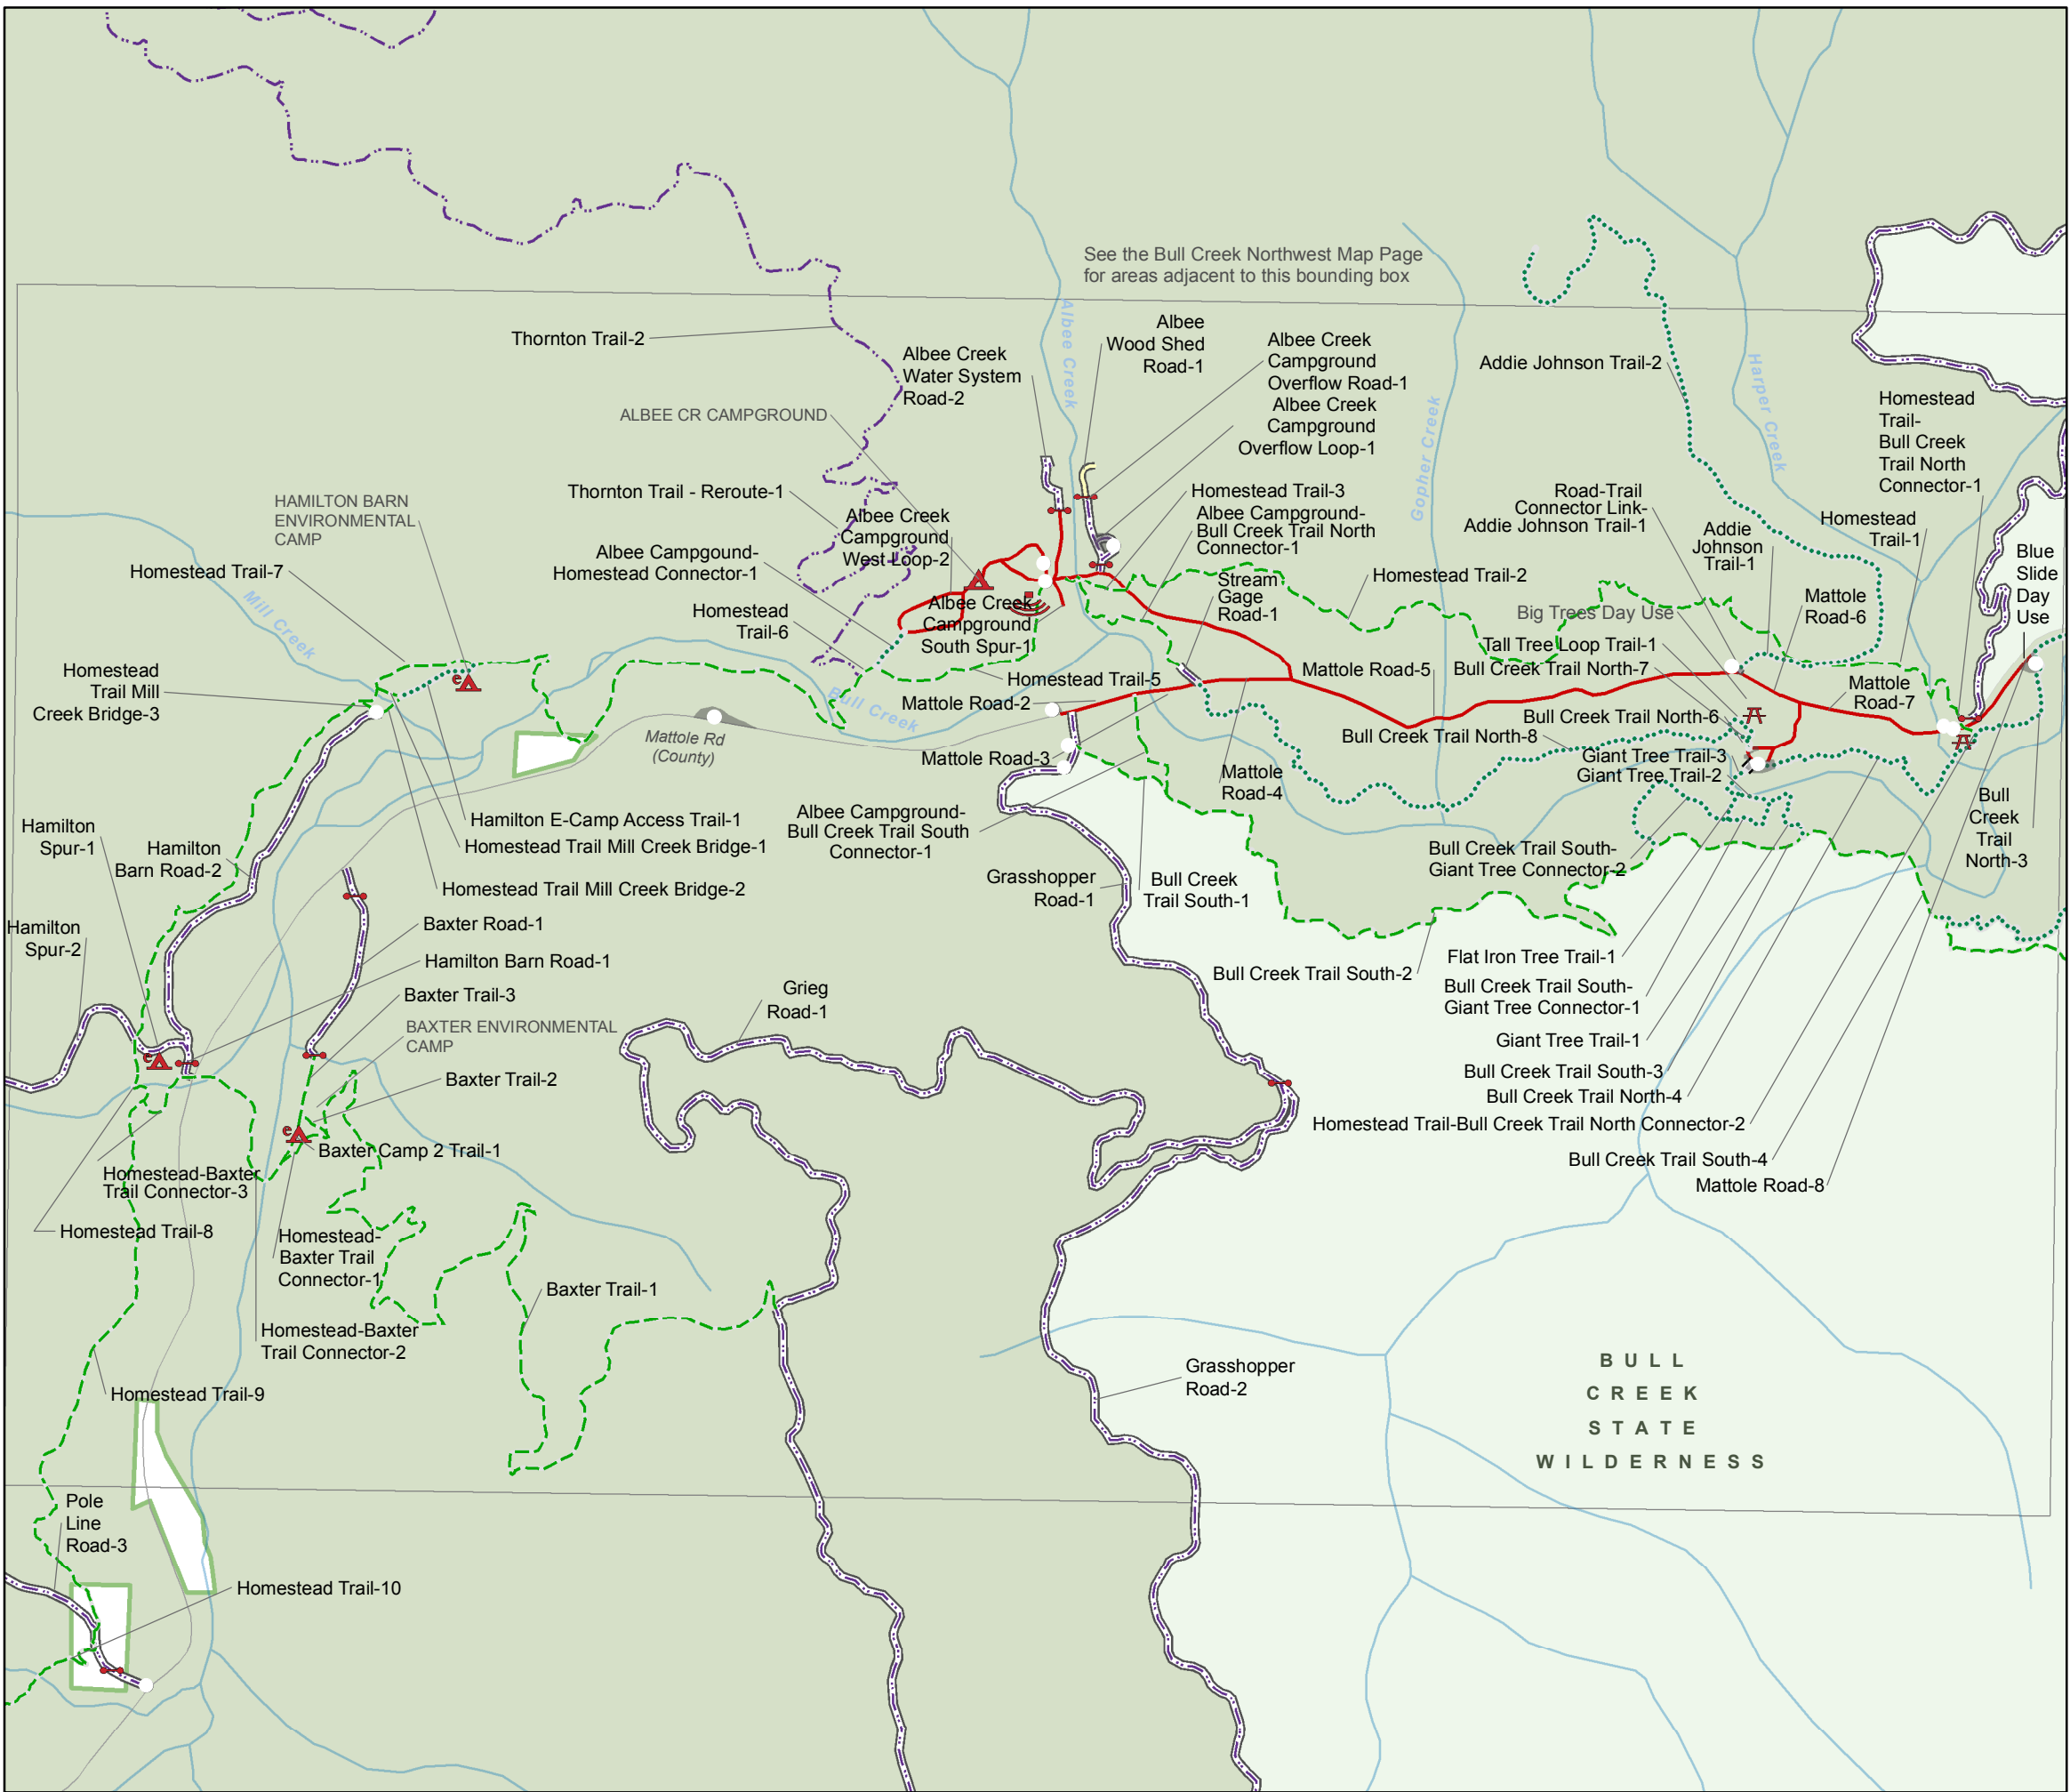 See the Bull Creek Northwest Map Page
for areas adjacent to this bounding box
Thornton Trail-2
Albee Creek
Water System
Road-2
Albee Creek
Albee
Wood Shed
Road-1
Albee Creek
Campground
Overflow Road-1
Albee Creek
Campground
Overflow Loop-1
Addie Johnson Trail-2
Harper Creek
Gopher Creek
Homestead
Trail-
Bull Creek
Trail North
Connector-1
ALBEE CR CAMPGROUND
HAMILTON BARN
ENVIRONMENTAL
CAMP
Thornton Trail - Reroute-1
Albee Creek
Campground
West Loop-2
Homestead Trail-3
Albee Campground-
Bull Creek Trail North
Connector-1
Road-Trail
Connector Link-
Addie Johnson Trail-1
Addie
Johnson
Trail-1
Homestead
Trail-1
Blue
Slide
Day
Use
Homestead Trail-7
Mill Creek
Albee Campgound-
Homestead Connector-1
Homestead
Trail-6
Albee Creek
Campground
South Spur-1
Stream
Gage
Road-1
Homestead Trail-2
Big Trees Day Use
Mattole
Road-6
Tall Tree Loop Trail-1
Bull Creek Trail North-7
Mattole Road-5
Homestead
Trail Mill
Creek Bridge-3
Homestead Trail-5
Mattole Road-2
Bull Creek
Mattole
Road-7
Bull Creek Trail North-6
Bull Creek Trail North-8
Mattole Rd
(County)
Mattole Road-3
Mattole
Road-4
Giant Tree Trail-3
Giant Tree Trail-2
Bull
Creek
Trail
North-3
Hamilton
Spur-1
Hamilton
Barn Road-2
Hamilton E-Camp Access Trail-1
Homestead Trail Mill Creek Bridge-1
Homestead Trail Mill Creek Bridge-2
Albee Campground-
Bull Creek Trail South
Connector-1
Grasshopper
Road-1
Bull Creek
Trail South-1
Bull Creek Trail South-
Giant Tree Connector-2
Hamilton
Spur-2
Baxter Road-1
Hamilton Barn Road-1
Baxter Trail-3
BAXTER ENVIRONMENTAL
CAMP
Baxter Trail-2
Grieg
Road-1
Bull Creek Trail South-2
Flat Iron Tree Trail-1
Bull Creek Trail South-
Giant Tree Connector-1
Giant Tree Trail-1
Bull Creek Trail South-3
Bull Creek Trail North-4
Homestead Trail-Bull Creek Trail North Connector-2
Bull Creek Trail South-4
Mattole Road-8
Baxter Camp 2 Trail-1
Homestead-Baxter
Trail Connector-3
Homestead Trail-8
Homestead-
Baxter Trail
Connector-1
Baxter Trail-1
Homestead-Baxter
Trail Connector-2
Homestead Trail-9
Grasshopper
Road-2
BULL
CREEK
STATE
WILDERNESS
Pole
Line
Road-3
Homestead Trail-10
e
e
e